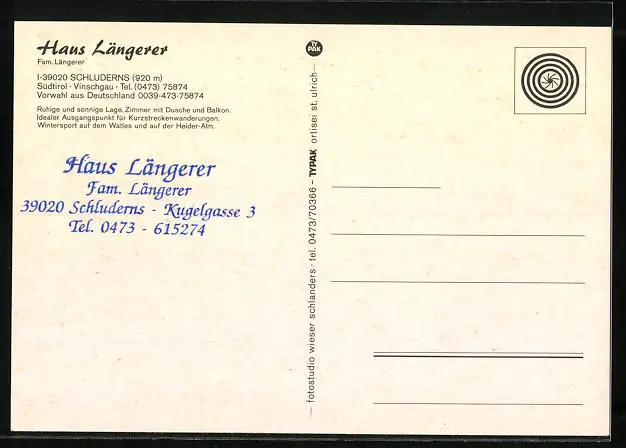 Haus Längerer
Fam. Längerer
I-39020 SCHLUDERNS (920 m)
Südtirol · Vinschgau · Tel. (0473) 75874
Vorwahl aus Deutschland 0039-473-75874
Ruhige und sonnige Lage. Zimmer mit Dusche und Balkon.
Idealer Ausgangspunkt für Kurzstreckenwanderungen.
Wintersport auf dem Watles und auf der Heider-Alm.
Haus Längerer
Fam. Längerer
39020 Schluderns - Kugelgasse 3
Tel. 0473 - 615274
TY
PAK
fotostudio wieser schlanders · tel. 0473/70366 – TYPAK ortisei st. ulrich